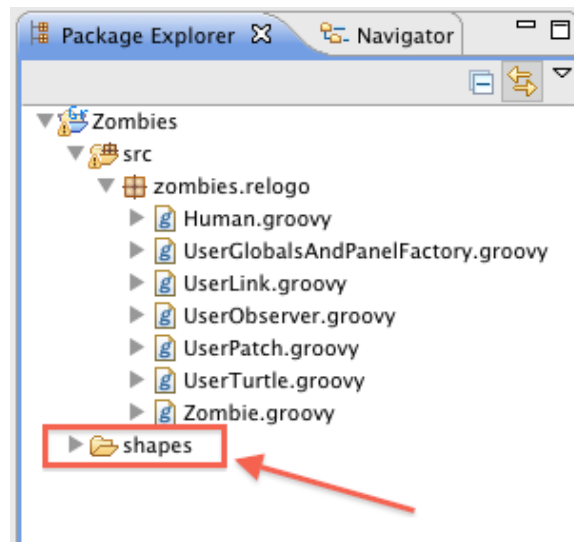 Package Explorer Navigator
Zombies
src
zombies.relogo
Human.groovy
UserGlobalsAndPanelFactory.groovy
UserLink.groovy
UserObserver.groovy
UserPatch.groovy
UserTurtle.groovy
Zombie.groovy
shapes